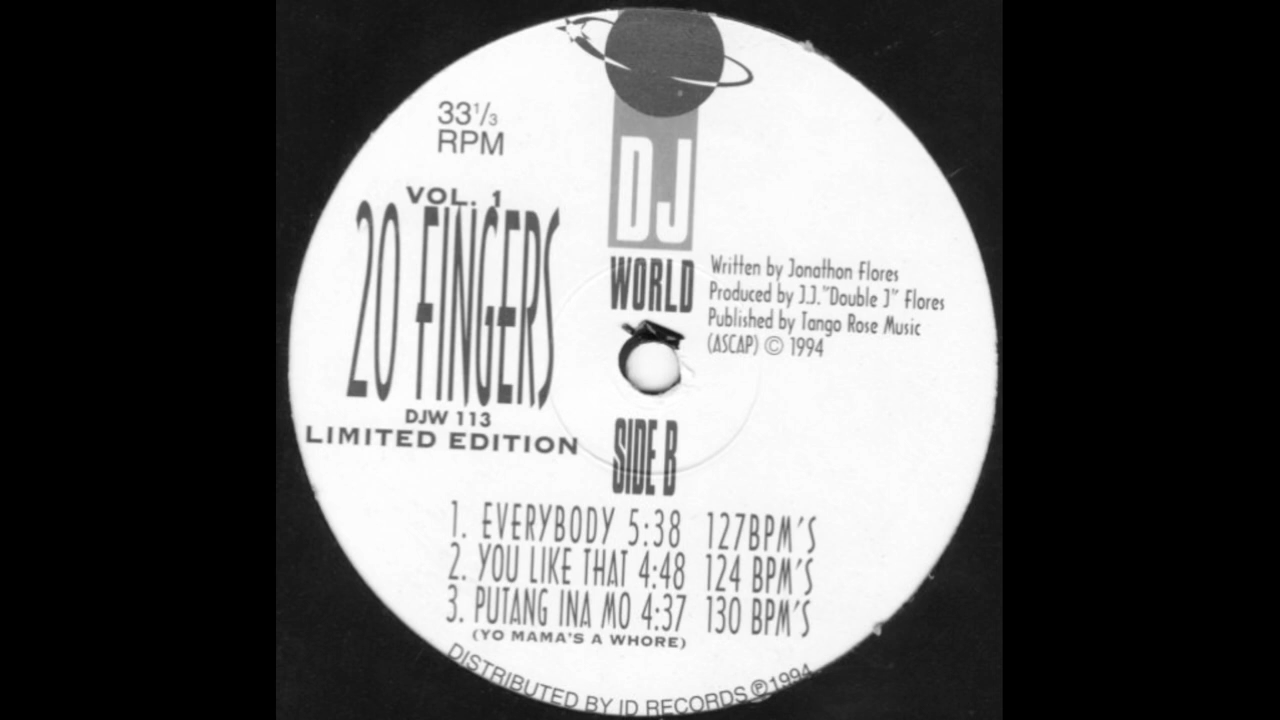 33⅓
RPM
VOL. 1
20 FINGERS
DJW 113
LIMITED EDITION
DJ
WORLD
Written by Jonathon Flores
Produced by J.J. "Double J" Flores
Published by Tango Rose Music
(ASCAP) © 1994
SIDE B
1. EVERYBODY 5:38 127BPM'S
2. YOU LIKE THAT 4:48 124 BPM'S
3. PUTANG INA MO 4:37 130 BPM'S
(YO MAMA'S A WHORE)
DISTRIBUTED BY ID RECORDS ℗ 1994